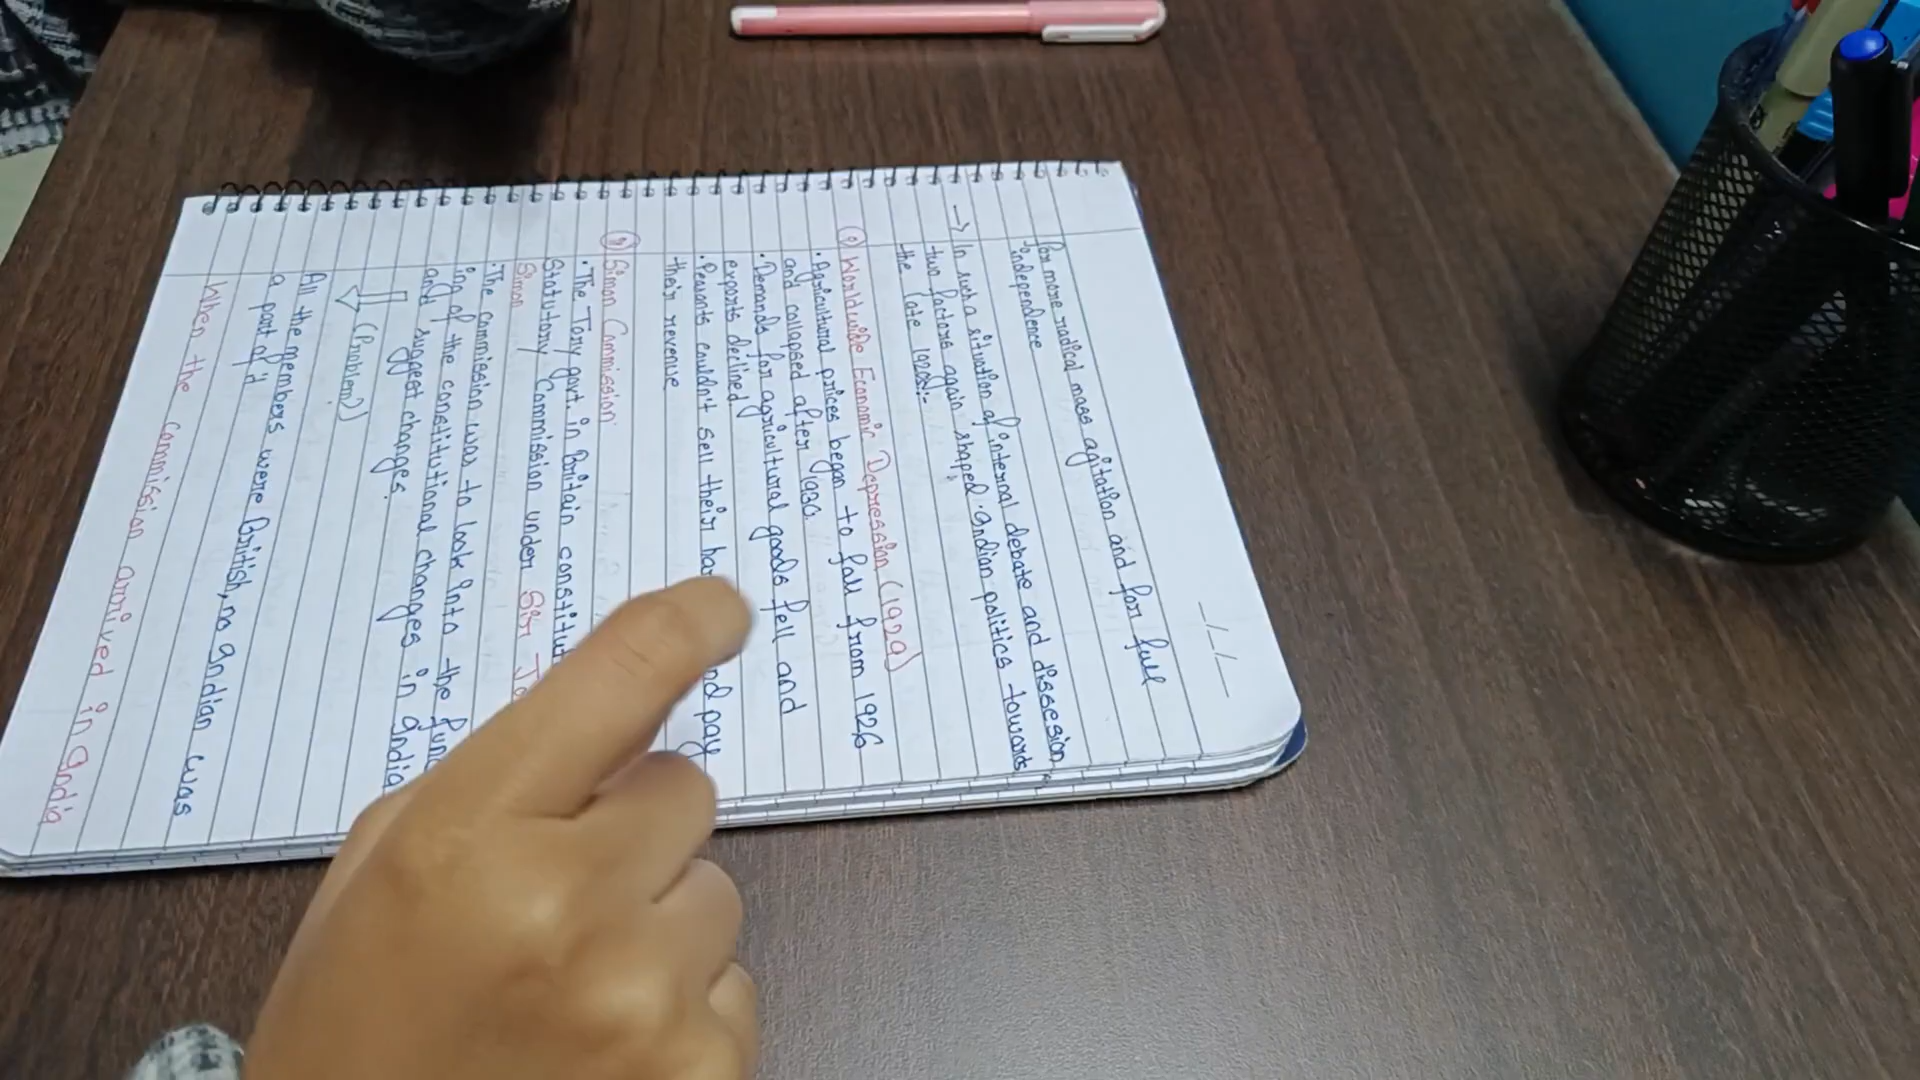 for more radical mass agitation and for full
independence
→ In such a situation of internal debate and dissesion,
two factors again shaped Indian politics towards
the late 1920s:-
Worldwide Economic Depression (1929)
• Agricultural prices began to fall from 1926
and collapsed after 1930.
• Demands for agricultural goods fell and
exports declined
• Peasants couldn't sell their nd pay
their revenue
Simon Commission:
• The Tory govt. in Britain
Statutory Commission under Sir
Simon
• The commission was to look into the
ing of the constitutional changes in India
and suggest changes.
(Problem?)
All the members were British, no Indian was
a part of it
When the commission arrived in India